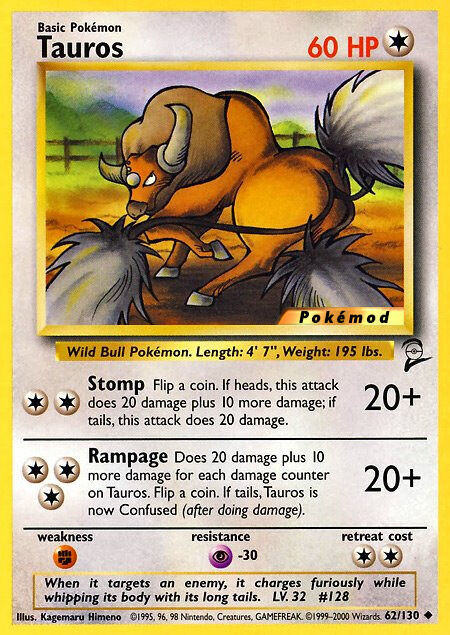 Basic Pokémon
Tauros
60 HP
Pokémod
Wild Bull Pokémon. Length: 4' 7", Weight: 195 lbs.
Stomp Flip a coin. If heads, this attack
does 20 damage plus 10 more damage; if
tails, this attack does 20 damage.
20+
Rampage Does 20 damage plus 10
more damage for each damage counter
on Tauros. Flip a coin. If tails, Tauros is
now Confused (after doing damage).
20+
weakness
resistance
-30
retreat cost
When it targets an enemy, it charges furiously while
whipping its body with its long tails. LV. 32 #128
Illus. Kagemaru Himeno ©1995, 96, 98 Nintendo, Creatures, GAMEFREAK. ©1999-2000 Wizards. 62/130
2